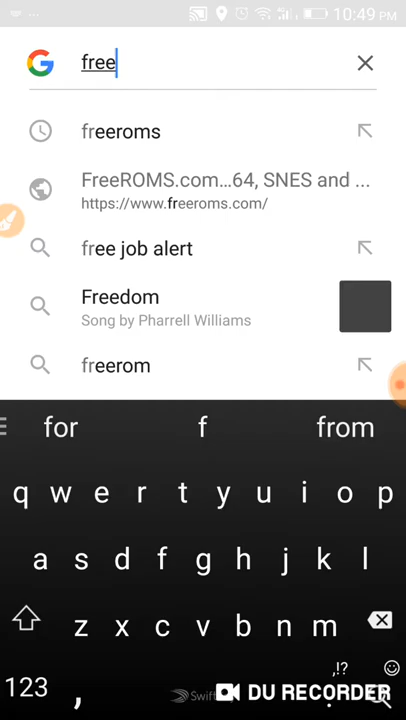 10:49 PM
free
freeroms
FreeROMS.com...64, SNES and ...
https://www.freeroms.com/
free job alert
Freedom
Song by Pharrell Williams
freerom
for f from
q w e r t y u i o p
a s d f g h j k l
z x c v b n m
,!?
123 , Swift DU RECORDER .